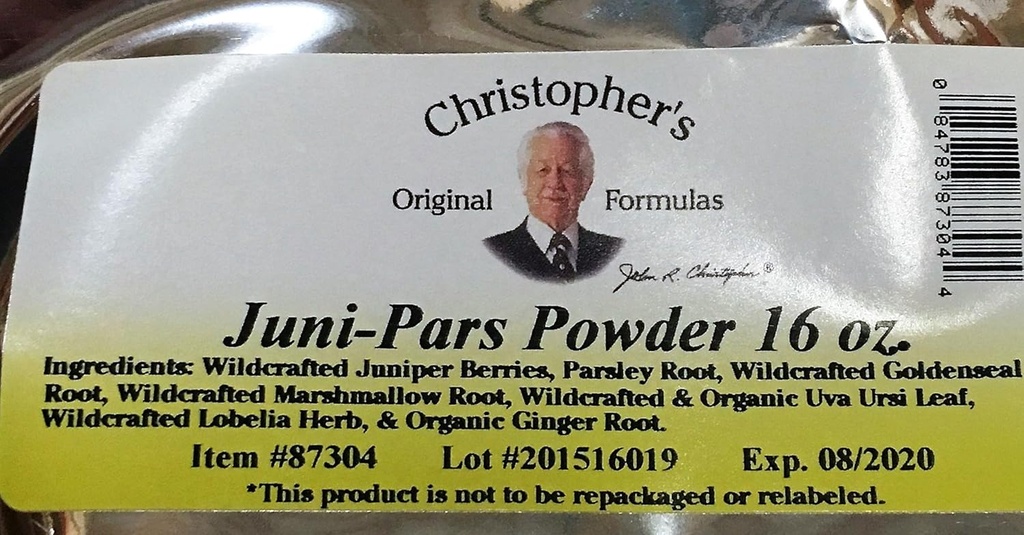 Christopher's
Original Formulas
John R. Christopher ®
Juni-Pars Powder 16 oz.
Ingredients: Wildcrafted Juniper Berries, Parsley Root, Wildcrafted Goldenseal
Root, Wildcrafted Marshmallow Root, Wildcrafted & Organic Uva Ursi Leaf,
Wildcrafted Lobelia Herb, & Organic Ginger Root.
Item #87304 Lot #201516019 Exp. 08/2020
*This product is not to be repackaged or relabeled.
0 84783 87304 4